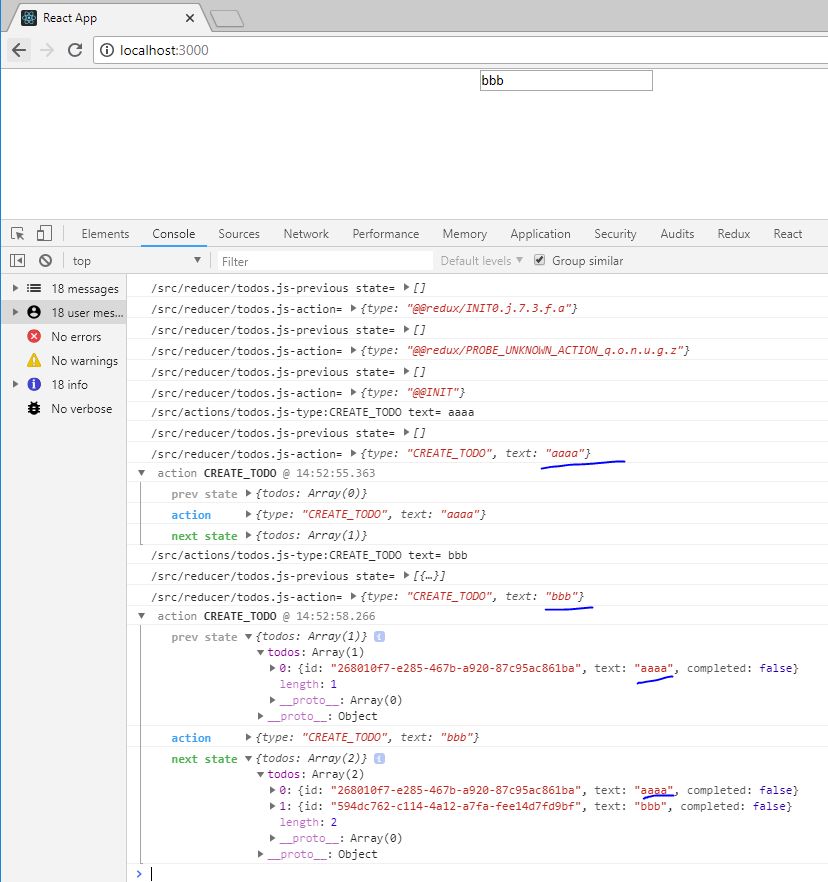 React App
localhost:3000
bbb
Elements Console Sources Network Performance Memory Application Security Audits Redux React
top Filter Default levels Group similar
18 messages
18 user mes...
No errors
No warnings
18 info
No verbose
/src/reducer/todos.js-previous state= []
/src/reducer/todos.js-action= {type: "@@redux/INIT0.j.7.3.f.a"}
/src/reducer/todos.js-previous state= []
/src/reducer/todos.js-action= {type: "@@redux/PROBE_UNKNOWN_ACTION_q.o.n.u.g.z"}
/src/reducer/todos.js-previous state= []
/src/reducer/todos.js-action= {type: "@@INIT"}
/src/actions/todos.js-type:CREATE_TODO text= aaaa
/src/reducer/todos.js-previous state= []
/src/reducer/todos.js-action= {type: "CREATE_TODO", text: "aaaa"}
action CREATE_TODO @ 14:52:55.363
prev state {todos: Array(0)}
action {type: "CREATE_TODO", text: "aaaa"}
next state {todos: Array(1)}
/src/actions/todos.js-type:CREATE_TODO text= bbb
/src/reducer/todos.js-previous state= [{…}]
/src/reducer/todos.js-action= {type: "CREATE_TODO", text: "bbb"}
action CREATE_TODO @ 14:52:58.266
prev state {todos: Array(1)}
todos: Array(1)
0: {id: "268010f7-e285-467b-a920-87c95ac861ba", text: "aaaa", completed: false}
length: 1
__proto__: Array(0)
__proto__: Object
action {type: "CREATE_TODO", text: "bbb"}
next state {todos: Array(2)}
todos: Array(2)
0: {id: "268010f7-e285-467b-a920-87c95ac861ba", text: "aaaa", completed: false}
1: {id: "594dc762-c114-4a12-a7fa-fee14d7fd9bf", text: "bbb", completed: false}
length: 2
__proto__: Array(0)
__proto__: Object